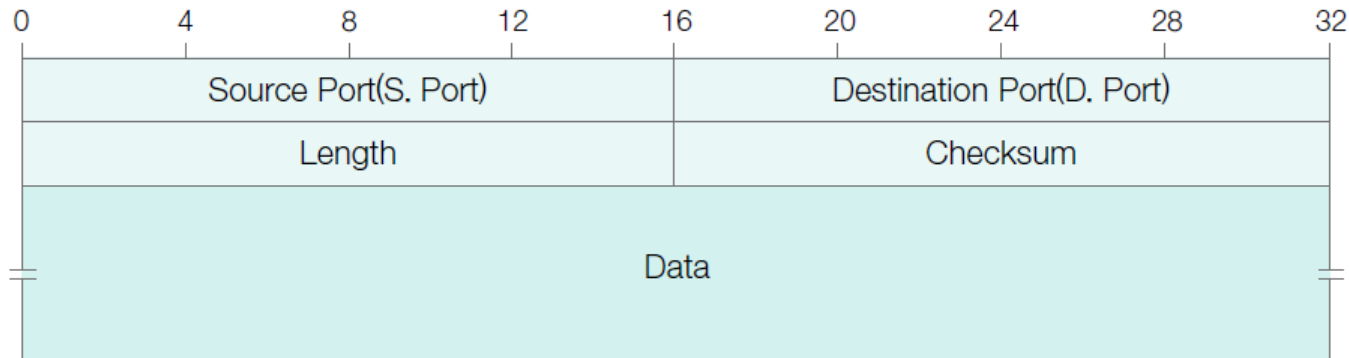 0 4 8 12 16 20 24 28 32
Source Port(S. Port) Destination Port(D. Port)
Length Checksum
Data